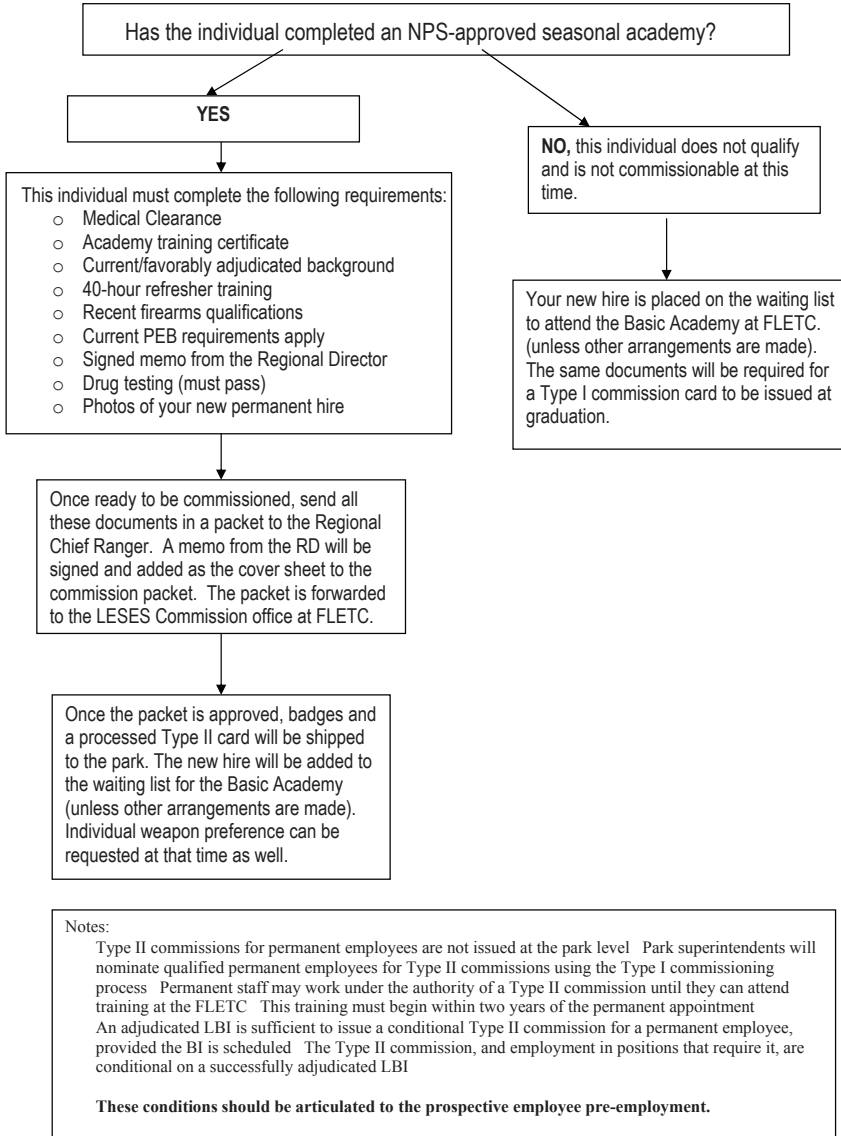 Has the individual completed an NPS-approved seasonal academy?
YES
This individual must complete the following requirements:
o Medical Clearance
o Academy training certificate
o Current/favorably adjudicated background
o 40-hour refresher training
o Recent firearms qualifications
o Current PEB requirements apply
o Signed memo from the Regional Director
o Drug testing (must pass)
o Photos of your new permanent hire
Once ready to be commissioned, send all
these documents in a packet to the Regional
Chief Ranger. A memo from the RD will be
signed and added as the cover sheet to the
commission packet. The packet is forwarded
to the LESES Commission office at FLETC.
Once the packet is approved, badges and
a processed Type II card will be shipped
to the park. The new hire will be added to
the waiting list for the Basic Academy
(unless other arrangements are made).
Individual weapon preference can be
requested at that time as well.
NO, this individual does not qualify
and is not commissionable at this
time.
Your new hire is placed on the waiting list
to attend the Basic Academy at FLETC.
(unless other arrangements are made).
The same documents will be required for
a Type I commission card to be issued at
graduation.
Notes:
Type II commissions for permanent employees are not issued at the park level Park superintendents will
nominate qualified permanent employees for Type II commissions using the Type I commissioning
process Permanent staff may work under the authority of a Type II commission until they can attend
training at the FLETC This training must begin within two years of the permanent appointment
An adjudicated LBI is sufficient to issue a conditional Type II commission for a permanent employee,
provided the BI is scheduled The Type II commission, and employment in positions that require it, are
conditional on a successfully adjudicated LBI
These conditions should be articulated to the prospective employee pre-employment.